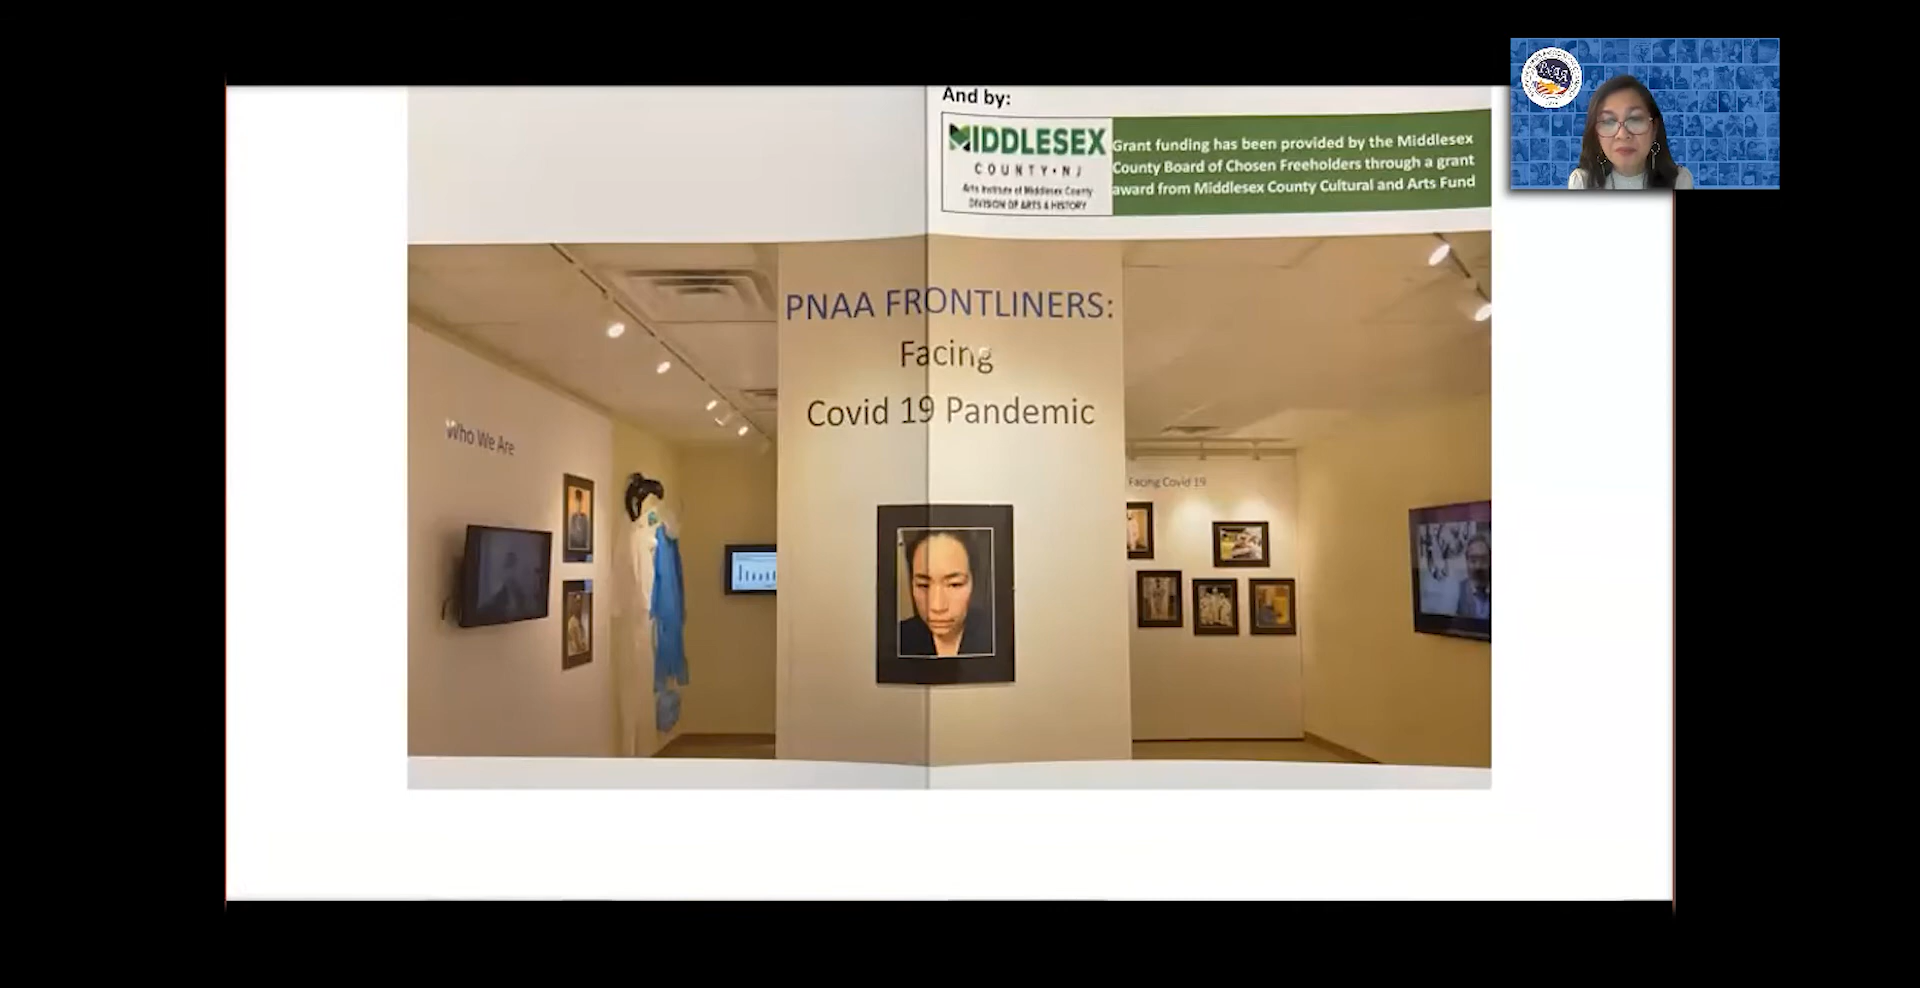 And by:
MIDDLESEX
COUNTY • NJ
Arts Institute of Middlesex County
DIVISION OF ARTS & HISTORY
Grant funding has been provided by the Middlesex
County Board of Chosen Freeholders through a grant
award from Middlesex County Cultural and Arts Fund
PNAA FRONTLINERS:
Facing
Covid 19 Pandemic
Who We Are
Facing Covid 19
PNAA